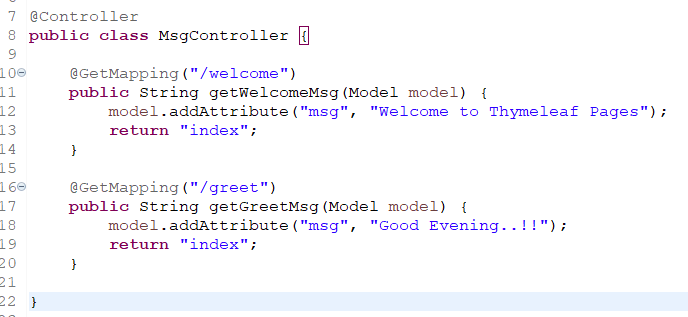 7 @Controller
8 public class MsgController {
9
10 @GetMapping("/welcome")
11 public String getWelcomeMsg(Model model) {
12 model.addAttribute("msg", "Welcome to Thymeleaf Pages");
13 return "index";
14 }
15
16 @GetMapping("/greet")
17 public String getGreetMsg(Model model) {
18 model.addAttribute("msg", "Good Evening..!!");
19 return "index";
20 }
21
22 }